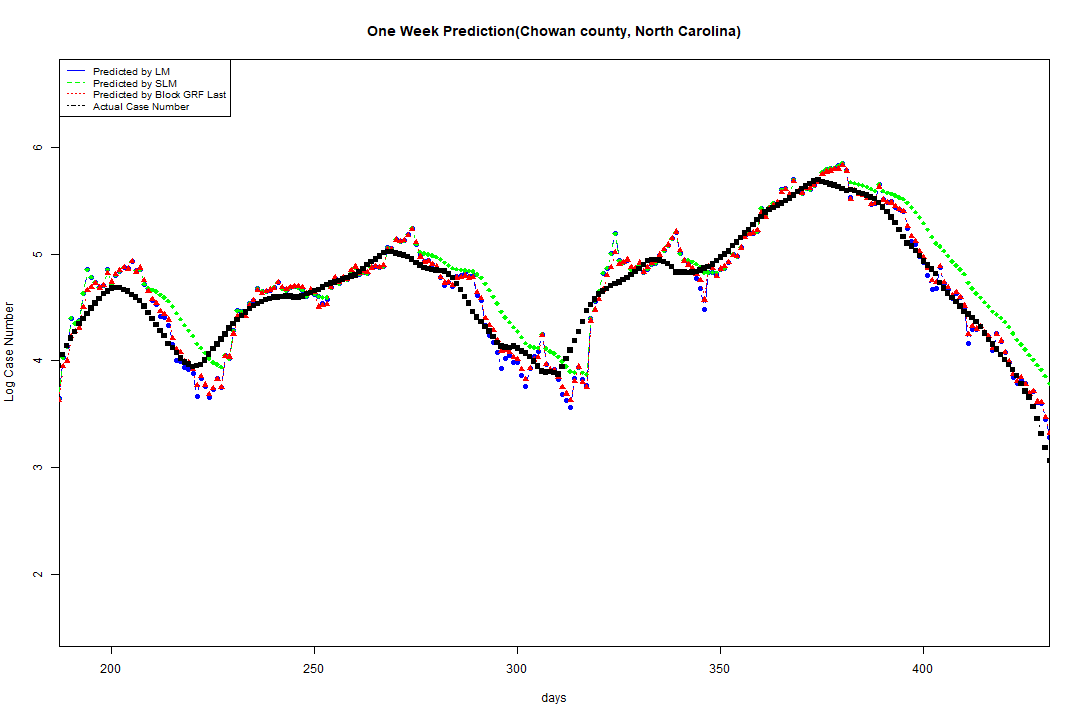 One Week Prediction(Chowan county, North Carolina)
Predicted by LM
Predicted by SLM
Predicted by Block GRF Last
Actual Case Number
6
5
4
3
2
Log Case Number
200 250 300 350 400
days